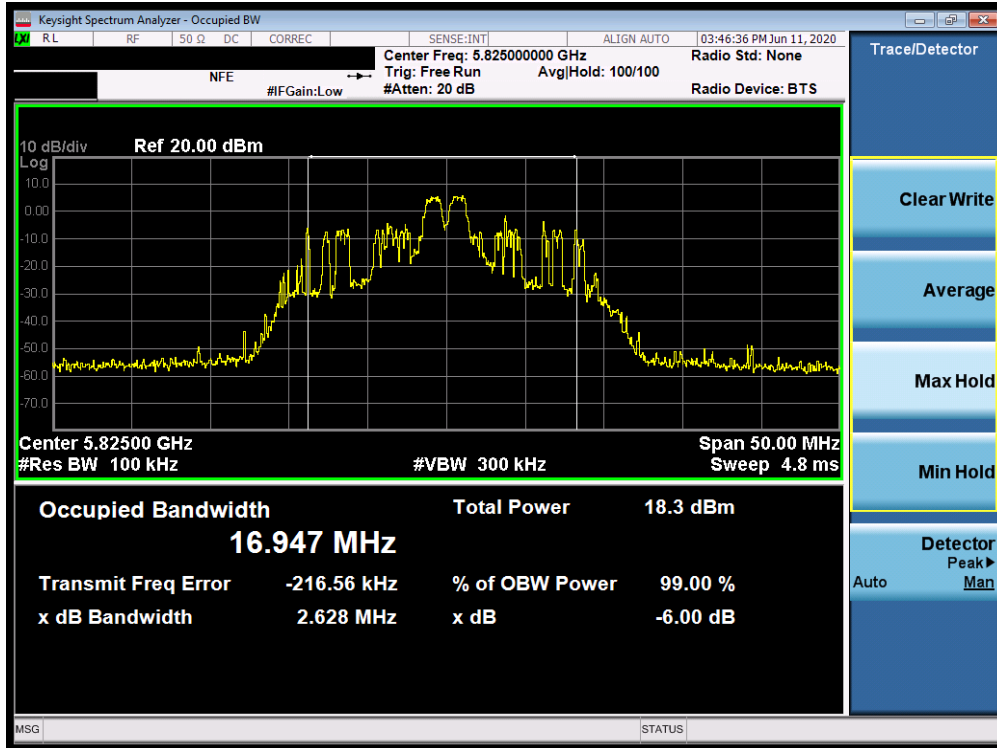 Keysight Spectrum Analyzer - Occupied BW
LXI RL RF 50 Ω DC CORREC SENSE:INT ALIGN AUTO 03:46:36 PM Jun 11, 2020
Center Freq: 5.825000000 GHz Radio Std: None
NFE Trig: Free Run Avg|Hold: 100/100
#IFGain:Low #Atten: 20 dB Radio Device: BTS
10 dB/div Ref 20.00 dBm
Log
10.0
0.00
-10.0
-20.0
-30.0
-40.0
-50.0
-60.0
-70.0
Center 5.82500 GHz Span 50.00 MHz
#Res BW 100 kHz #VBW 300 kHz Sweep 4.8 ms
Occupied Bandwidth Total Power 18.3 dBm
16.947 MHz
Transmit Freq Error -216.56 kHz % of OBW Power 99.00 %
x dB Bandwidth 2.628 MHz x dB -6.00 dB
Trace/Detector
Clear Write
Average
Max Hold
Min Hold
Detector
Peak▶
Auto Man
MSG STATUS